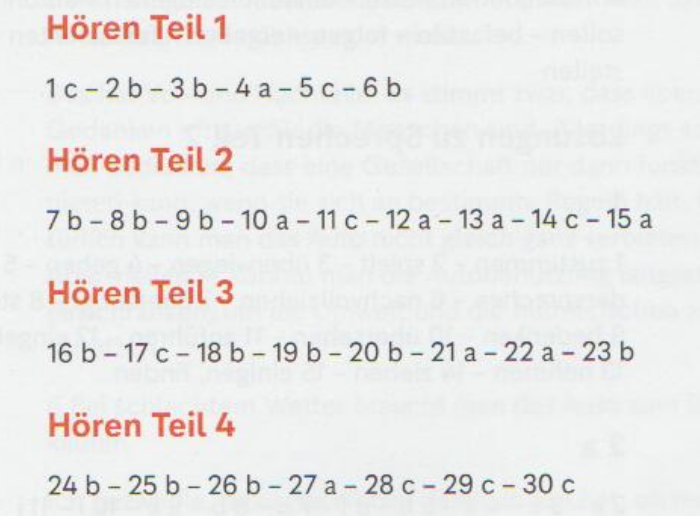 Hören Teil 1
1 c – 2 b – 3 b – 4 a – 5 c – 6 b
Hören Teil 2
7 b – 8 b – 9 b – 10 a – 11 c – 12 a – 13 a – 14 c – 15 a
Hören Teil 3
16 b – 17 c – 18 b – 19 b – 20 b – 21 a – 22 a – 23 b
Hören Teil 4
24 b – 25 b – 26 b – 27 a – 28 c – 29 c – 30 c